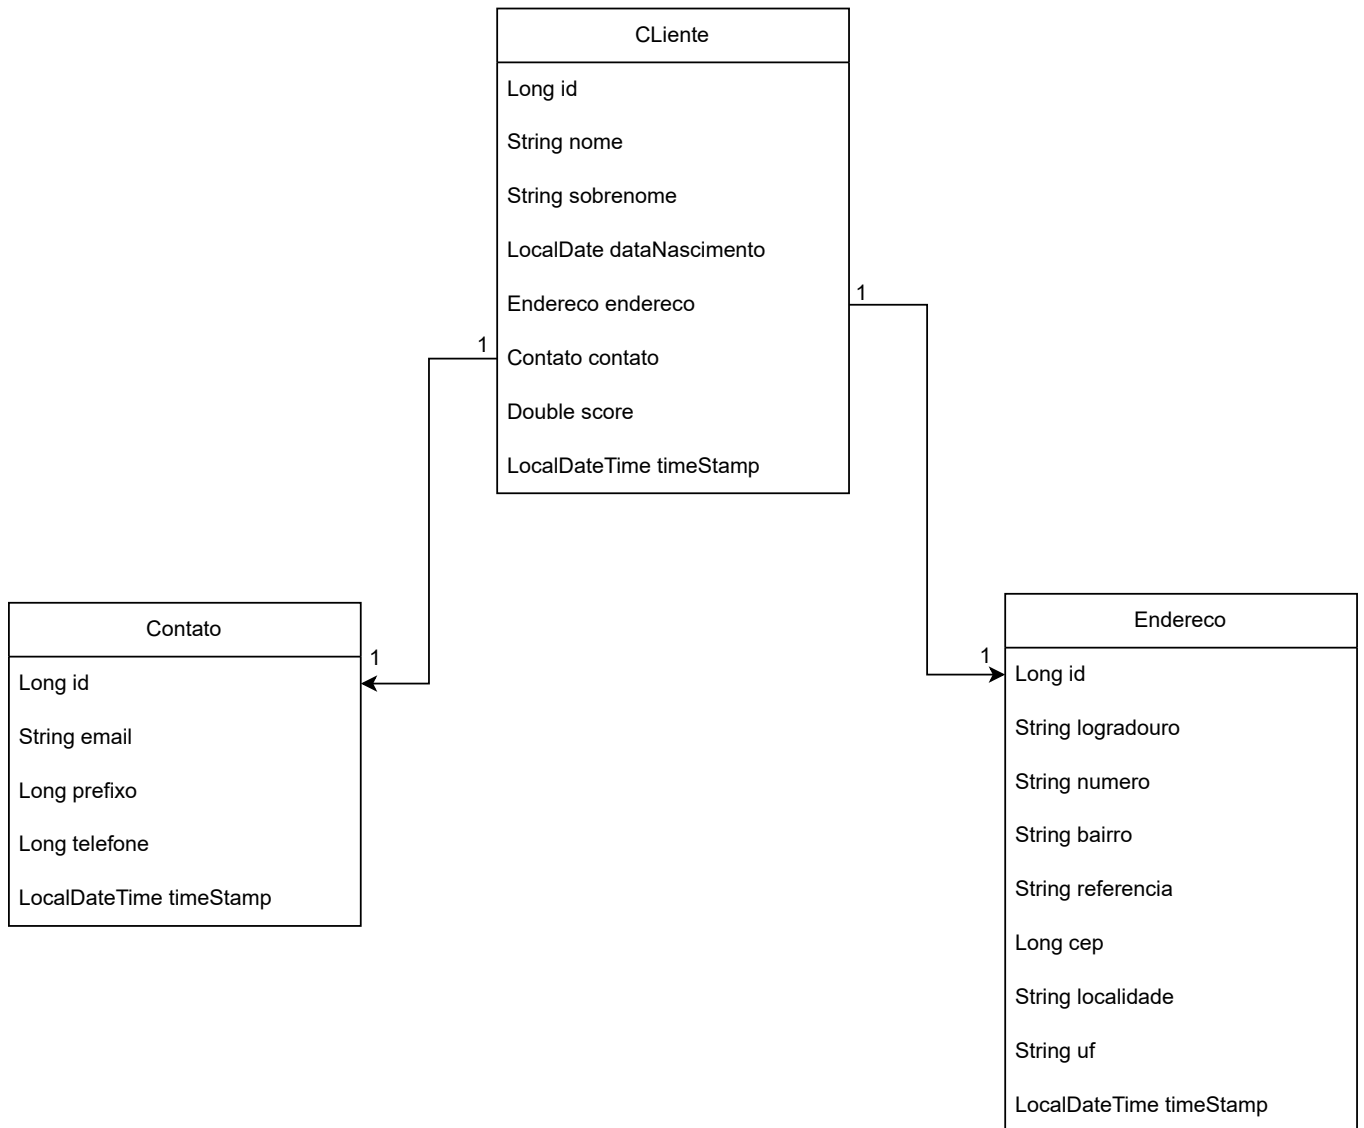 CLiente
Long id
String nome
String sobrenome
LocalDate dataNascimento
Endereco endereco
1
1
Contato contato
Double score
LocalDateTime timeStamp
Contato
1
Long id
String email
Long prefixo
Long telefone
LocalDateTime timeStamp
Endereco
1
Long id
String logradouro
String numero
String bairro
String referencia
Long cep
String localidade
String uf
LocalDateTime timeStamp